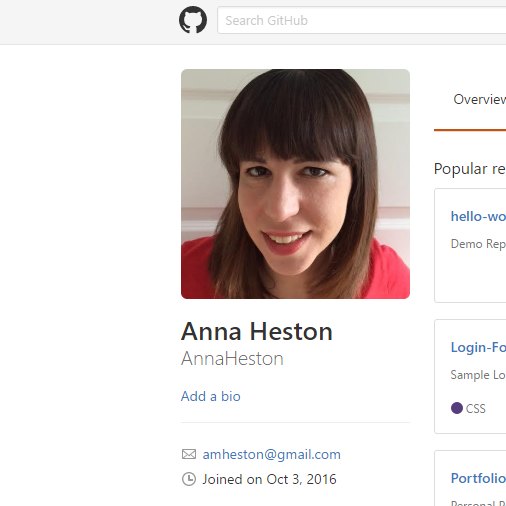 Search GitHub
Overview
Popular re
hello-wo
Demo Rep
Anna Heston
AnnaHeston
Login-Fo
Sample Lo
Add a bio
CSS
amheston@gmail.com
Joined on Oct 3, 2016
Portfolio
Personal R